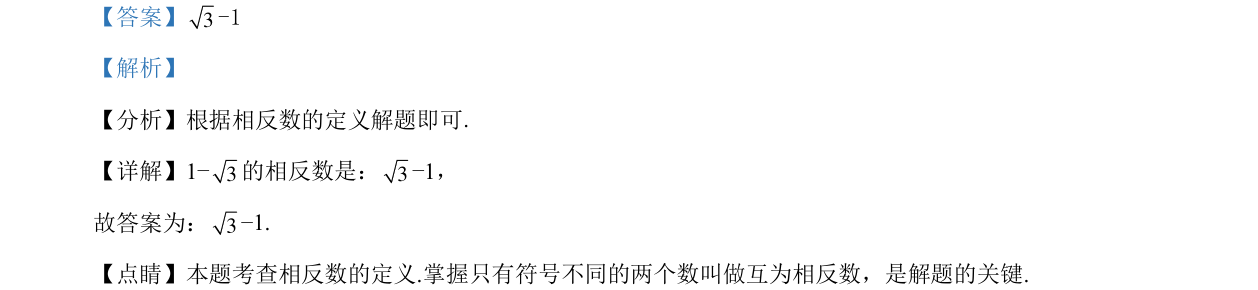 【答案】√3-1
【解析】
【分析】根据相反数的定义解题即可.
【详解】1-√3的相反数是：√3-1，
故答案为：√3-1.
【点睛】本题考查相反数的定义.掌握只有符号不同的两个数叫做互为相反数，是解题的关键.